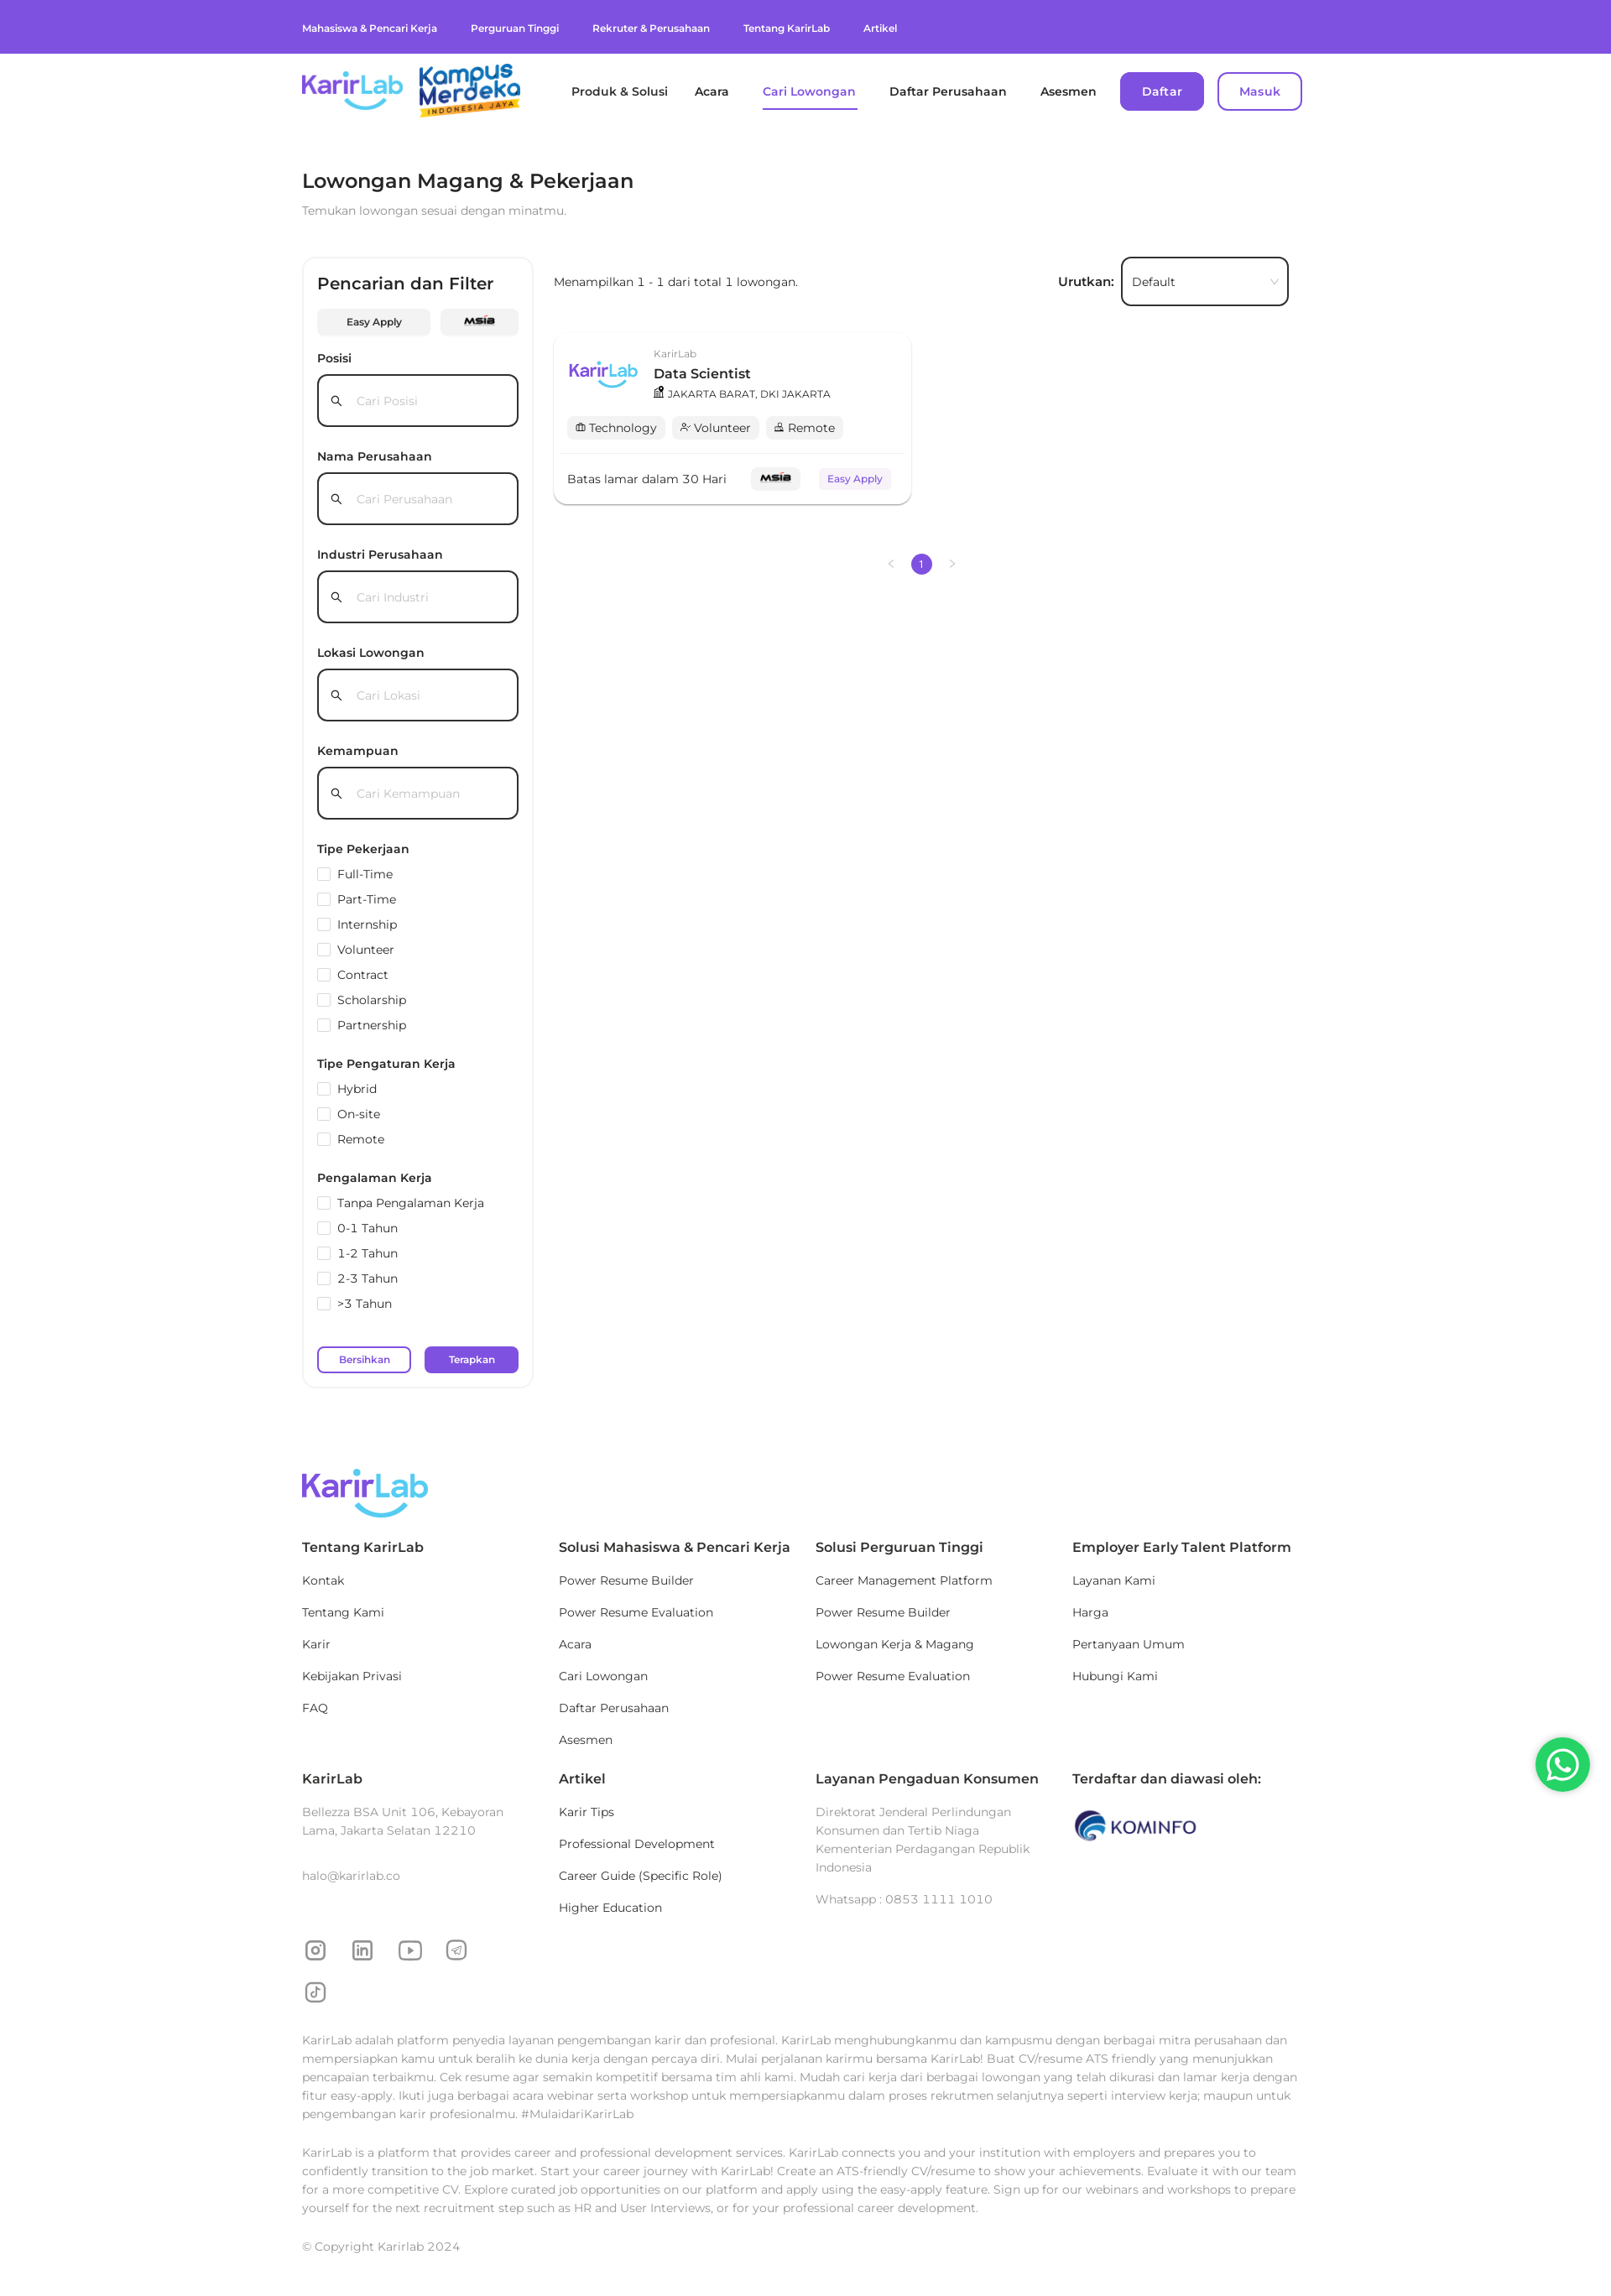 Mahasiswa & Pencari Kerja Perguruan Tinggi Rekruter & Perusahaan Tentang KarirLab Artikel
KarirLab
Kampus
Merdeka
INDONESIA JAYA
Produk & Solusi Acara Cari Lowongan Daftar Perusahaan Asesmen Daftar Masuk
Lowongan Magang & Pekerjaan
Temukan lowongan sesuai dengan minatmu.
Pencarian dan Filter
Easy Apply MSIB
Posisi
Cari Posisi
Nama Perusahaan
Cari Perusahaan
Industri Perusahaan
Cari Industri
Lokasi Lowongan
Cari Lokasi
Kemampuan
Cari Kemampuan
Tipe Pekerjaan
Full-Time
Part-Time
Internship
Volunteer
Contract
Scholarship
Partnership
Tipe Pengaturan Kerja
Hybrid
On-site
Remote
Pengalaman Kerja
Tanpa Pengalaman Kerja
0-1 Tahun
1-2 Tahun
2-3 Tahun
>3 Tahun
Bersihkan Terapkan
Menampilkan 1 - 1 dari total 1 lowongan.
Urutkan: Default
KarirLab
KarirLab
Data Scientist
JAKARTA BARAT, DKI JAKARTA
Technology Volunteer Remote
Batas lamar dalam 30 Hari MSIB Easy Apply
1
KarirLab
Tentang KarirLab
Kontak
Tentang Kami
Karir
Kebijakan Privasi
FAQ
Solusi Mahasiswa & Pencari Kerja
Power Resume Builder
Power Resume Evaluation
Acara
Cari Lowongan
Daftar Perusahaan
Asesmen
Solusi Perguruan Tinggi
Career Management Platform
Power Resume Builder
Lowongan Kerja & Magang
Power Resume Evaluation
Employer Early Talent Platform
Layanan Kami
Harga
Pertanyaan Umum
Hubungi Kami
KarirLab
Bellezza BSA Unit 106, Kebayoran
Lama, Jakarta Selatan 12210
halo@karirlab.co
Artikel
Karir Tips
Professional Development
Career Guide (Specific Role)
Higher Education
Layanan Pengaduan Konsumen
Direktorat Jenderal Perlindungan
Konsumen dan Tertib Niaga
Kementerian Perdagangan Republik
Indonesia
Whatsapp : 0853 1111 1010
Terdaftar dan diawasi oleh:
KOMINFO
KarirLab adalah platform penyedia layanan pengembangan karir dan profesional. KarirLab menghubungkanmu dan kampusmu dengan berbagai mitra perusahaan dan
mempersiapkan kamu untuk beralih ke dunia kerja dengan percaya diri. Mulai perjalanan karirmu bersama KarirLab! Buat CV/resume ATS friendly yang menunjukkan
pencapaian terbaikmu. Cek resume agar semakin kompetitif bersama tim ahli kami. Mudah cari kerja dari berbagai lowongan yang telah dikurasi dan lamar kerja dengan
fitur easy-apply. Ikuti juga berbagai acara webinar serta workshop untuk mempersiapkanmu dalam proses rekrutmen selanjutnya seperti interview kerja; maupun untuk
pengembangan karir profesionalmu. #MulaidariKarirLab
KarirLab is a platform that provides career and professional development services. KarirLab connects you and your institution with employers and prepares you to
confidently transition to the job market. Start your career journey with KarirLab! Create an ATS-friendly CV/resume to show your achievements. Evaluate it with our team
for a more competitive CV. Explore curated job opportunities on our platform and apply using the easy-apply feature. Sign up for our webinars and workshops to prepare
yourself for the next recruitment step such as HR and User Interviews, or for your professional career development.
© Copyright Karirlab 2024